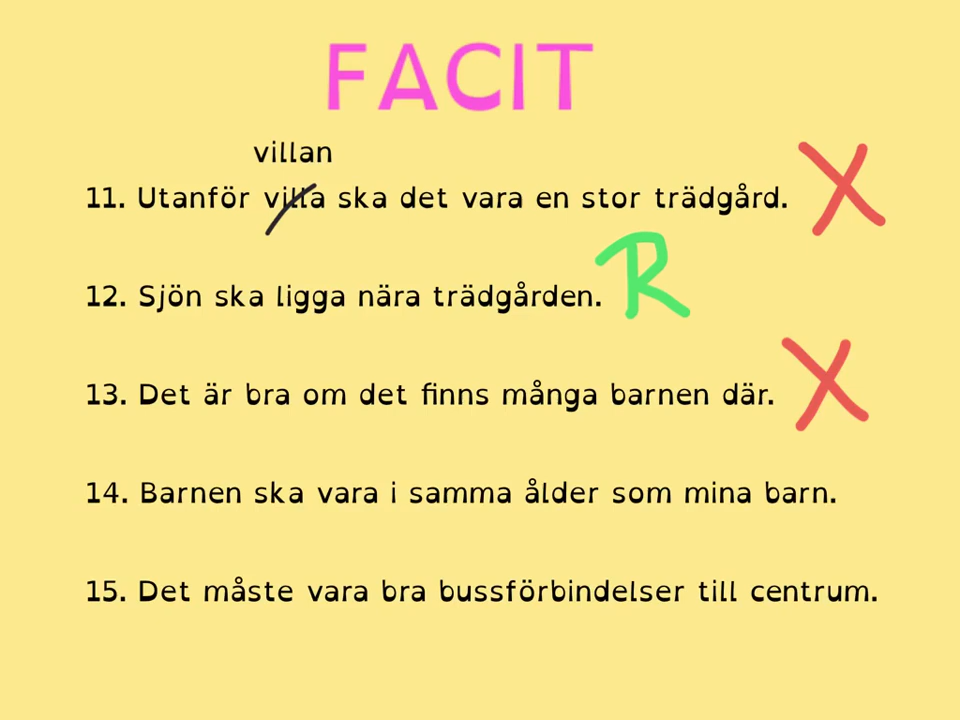 FACIT
villan
11. Utanför villa ska det vara en stor trädgård. X
12. Sjön ska ligga nära trädgården. R
13. Det är bra om det finns många barnen där. X
14. Barnen ska vara i samma ålder som mina barn.
15. Det måste vara bra bussförbindelser till centrum.